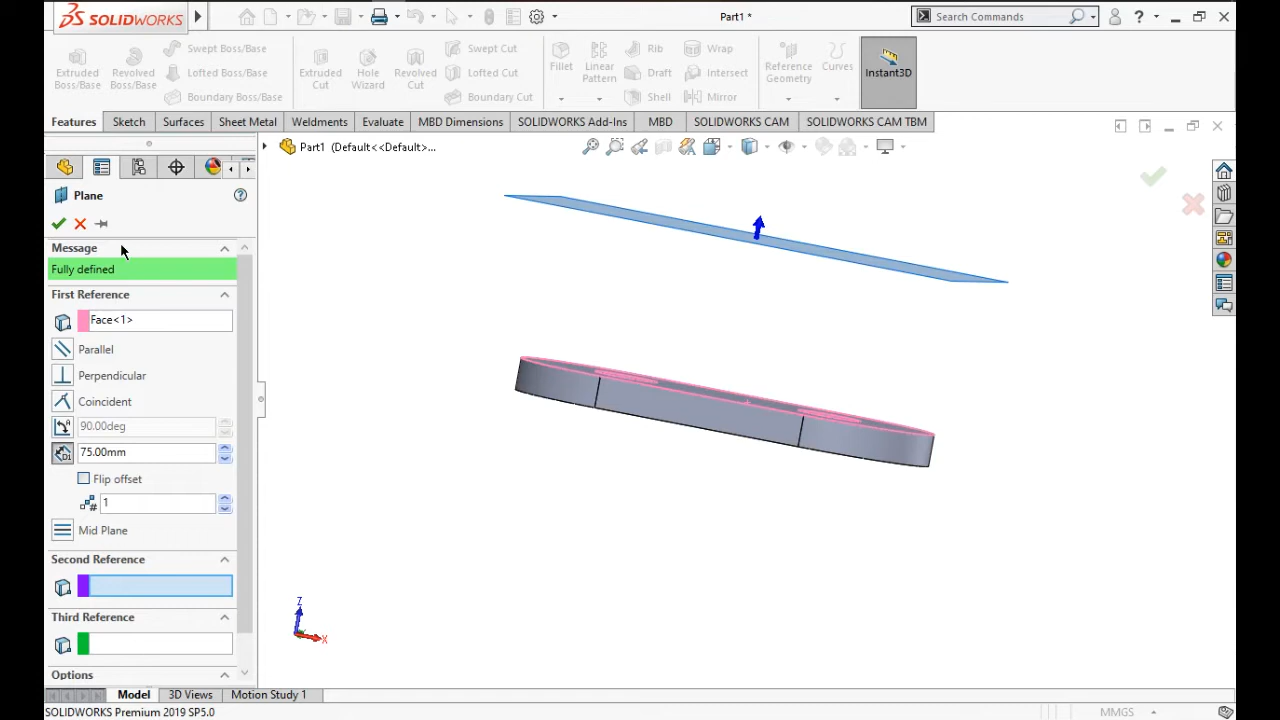 SOLIDWORKS
Part1 *
Search Commands
?
Extruded Boss/Base
Revolved Boss/Base
Swept Boss/Base
Lofted Boss/Base
Boundary Boss/Base
Extruded Cut
Hole Wizard
Revolved Cut
Swept Cut
Lofted Cut
Boundary Cut
Fillet
Linear Pattern
Rib
Draft
Shell
Wrap
Intersect
Mirror
Reference Geometry
Curves
Instant3D
Features
Sketch
Surfaces
Sheet Metal
Weldments
Evaluate
MBD Dimensions
SOLIDWORKS Add-Ins
MBD
SOLIDWORKS CAM
SOLIDWORKS CAM TBM
Part1 (Default<<Default>...
Plane
Message
Fully defined
First Reference
Face<1>
Parallel
Perpendicular
Coincident
90.00deg
75.00mm
Flip offset
1
Mid Plane
Second Reference
Third Reference
Options
Z
X
Model
3D Views
Motion Study 1
SOLIDWORKS Premium 2019 SP5.0
MMGS